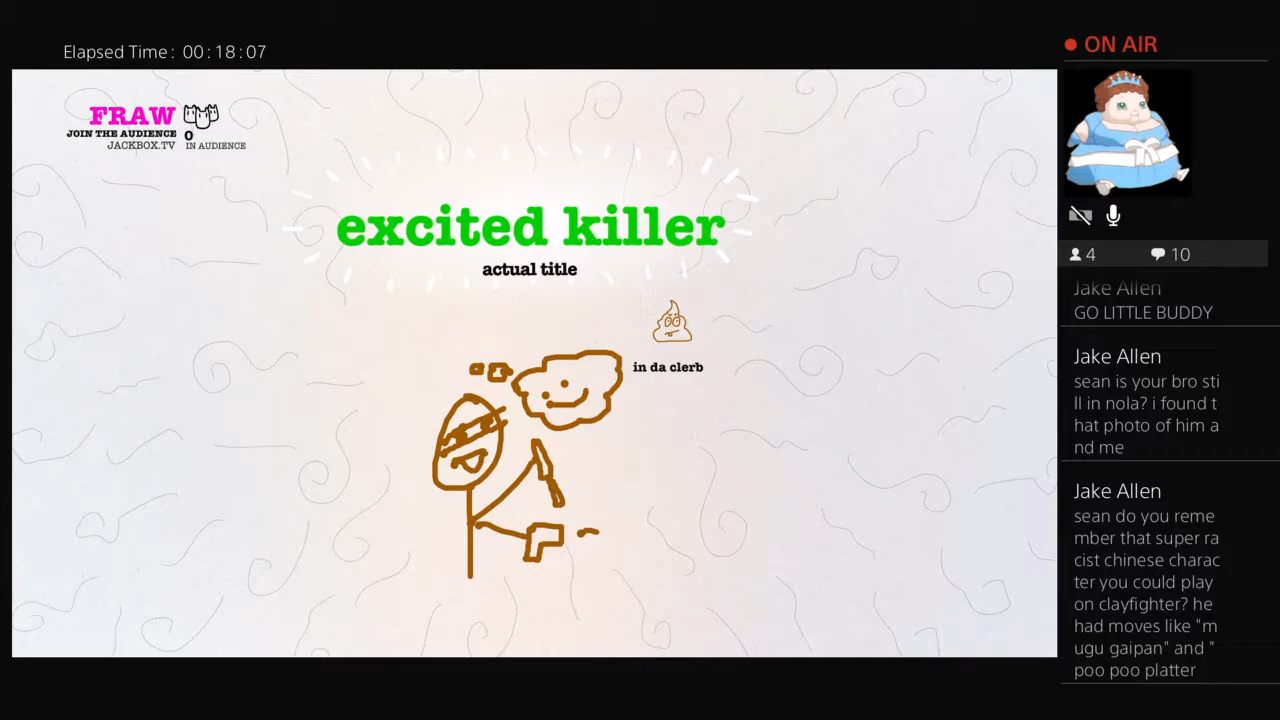 Elapsed Time: 00:18:07
ON AIR
FRAW
JOIN THE AUDIENCE
JACKBOX.TV
0
IN AUDIENCE
excited killer
actual title
in da clerb
4
10
Jake Allen
GO LITTLE BUDDY
Jake Allen
sean is your bro sti
ll in nola? i found t
hat photo of him a
nd me
Jake Allen
sean do you reme
mber that super ra
cist chinese charac
ter you could play
on clayfighter? he
had moves like "m
ugu gaipan" and "
poo poo platter